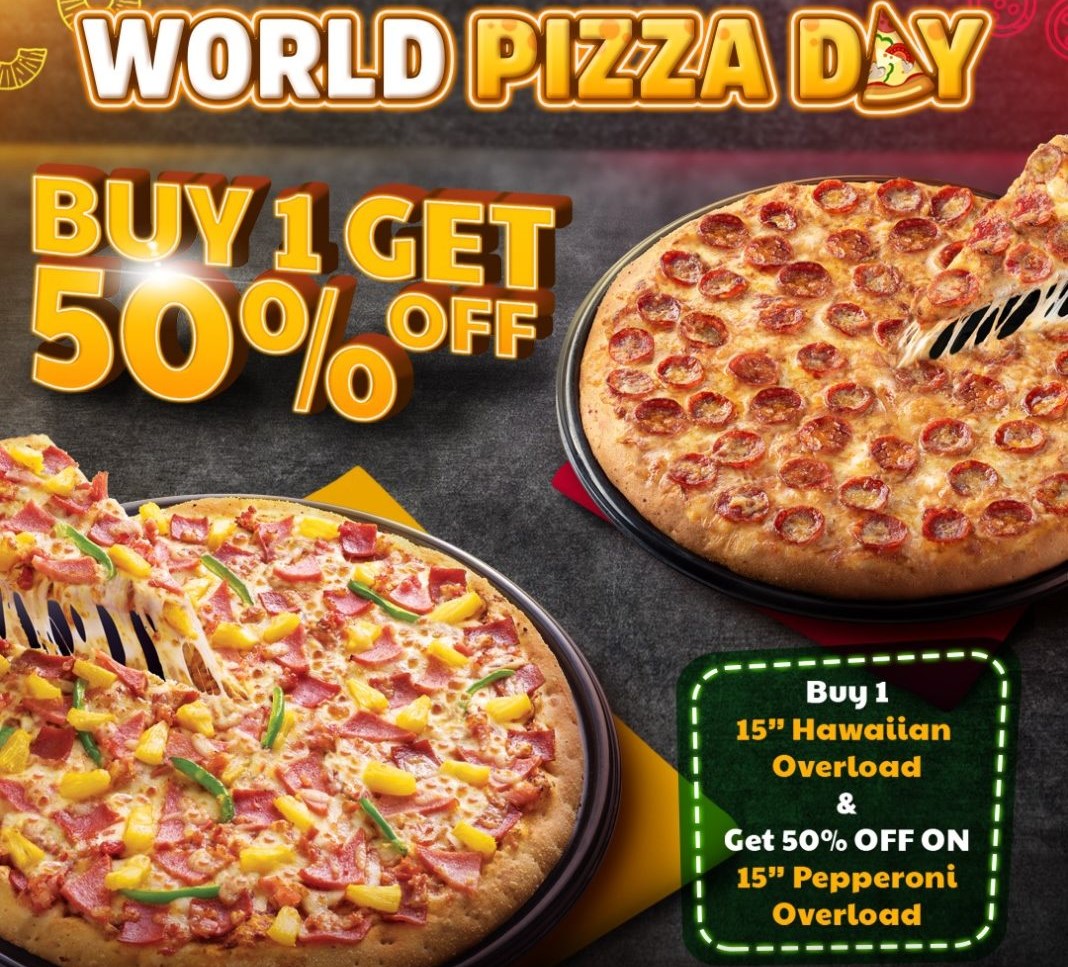 WORLD PIZZA DAY
BUY 1 GET
50% OFF
Buy 1
15” Hawaiian
Overload
&
Get 50% OFF ON
15” Pepperoni
Overload